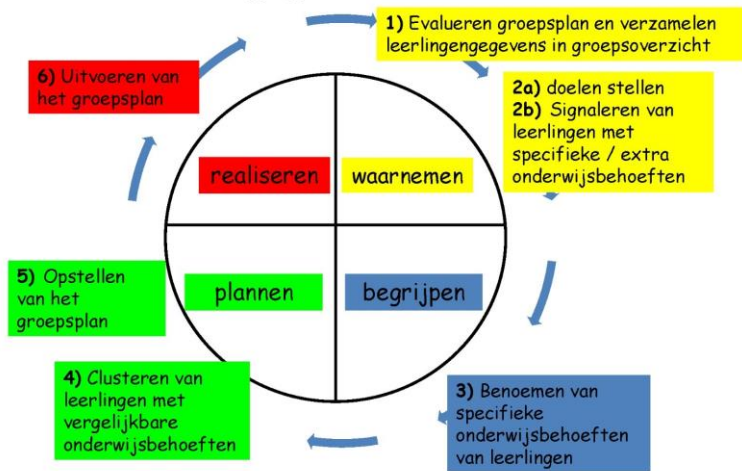 1) Evalueren groepsplan en verzamelen
leerlingengegevens in groepsoverzicht
2a) doelen stellen
2b) Signaleren van
leerlingen met
specifieke / extra
onderwijsbehoeften
3) Benoemen van
specifieke
onderwijsbehoeften
van leerlingen
4) Clusteren van
leerlingen met
vergelijkbare
onderwijsbehoeften
5) Opstellen
van het
groepsplan
6) Uitvoeren van
het groepsplan
realiseren
waarnemen
plannen
begrijpen